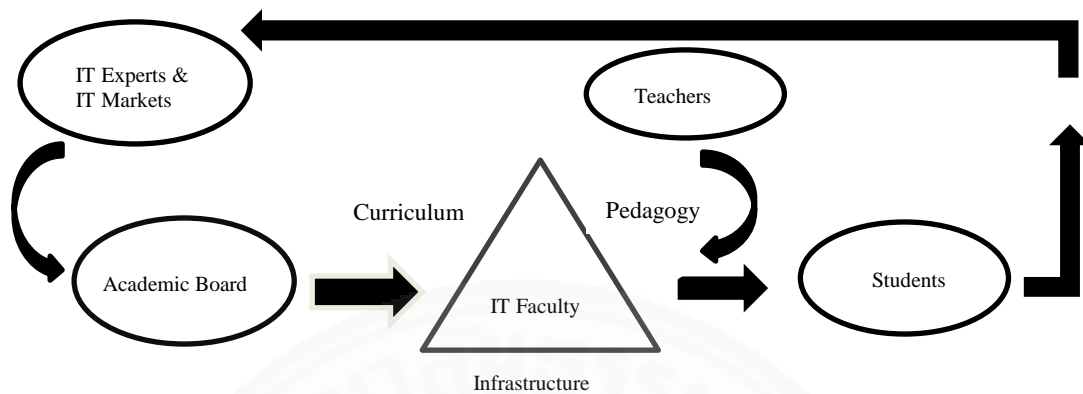 IT Experts &
IT Markets
Teachers
Curriculum
Pedagogy
Academic Board
IT Faculty
Students
Infrastructure